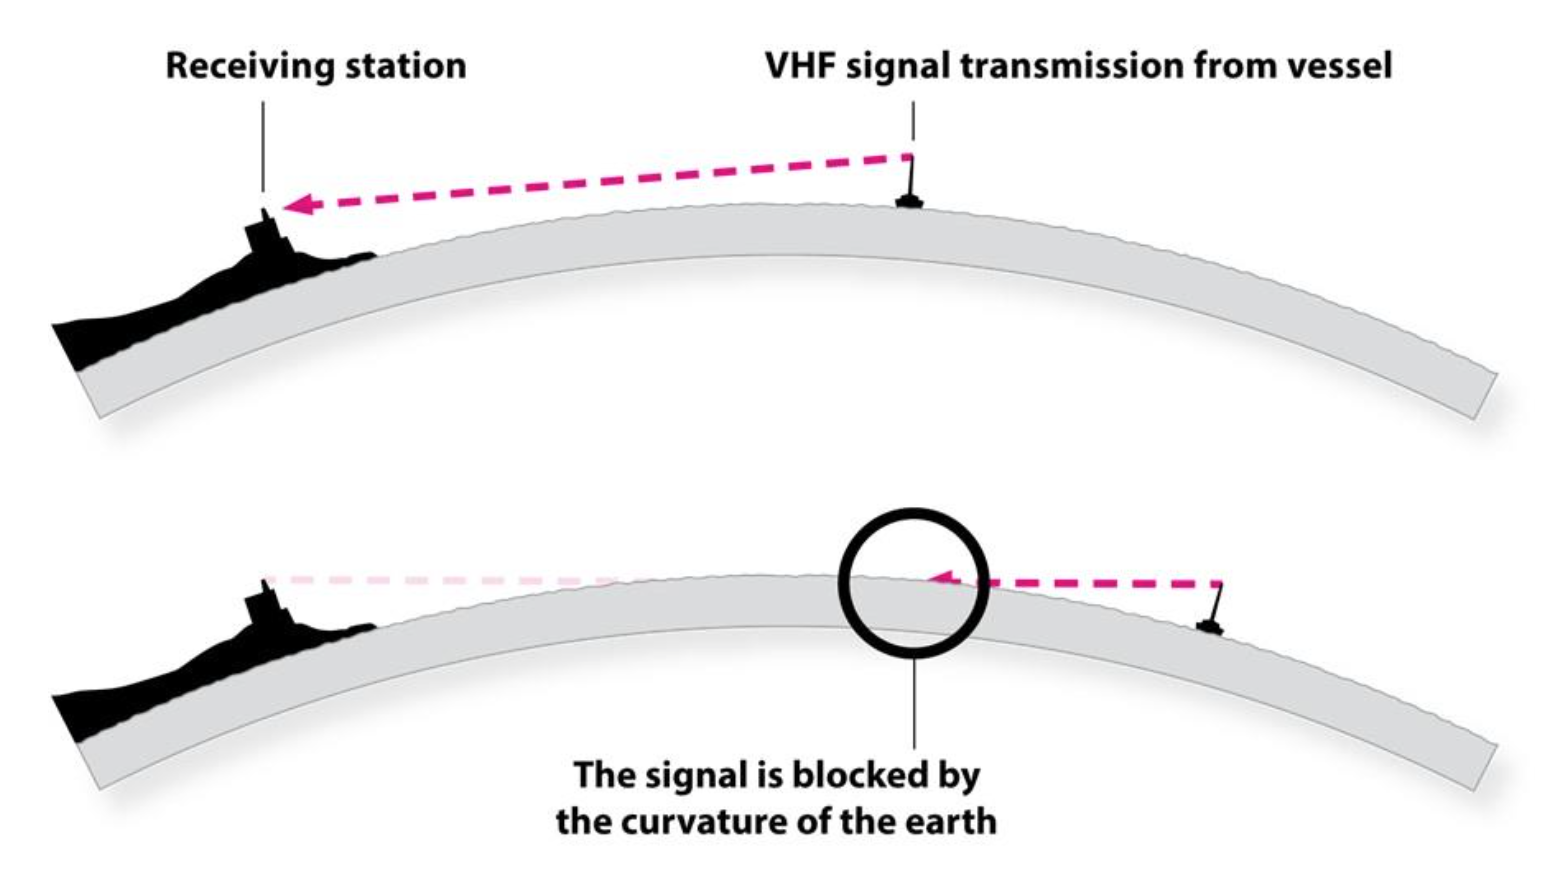 Receiving station
VHF signal transmission from vessel
The signal is blocked by
the curvature of the earth